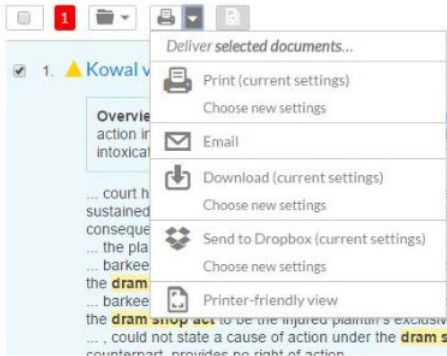 1
Deliver selected documents...
1. Kowal v
Print (current settings)
Choose new settings
Overvie
action in
intoxicat
Email
Download (current settings)
Choose new settings
... court h
sustained
conseque
... the pla
... barkee
the dram
... barkee
Send to Dropbox (current settings)
Choose new settings
Printer-friendly view
the dram shop act to be the injured plaintiff's exclusiv
... , could not state a cause of action under the dram s
counterpart, provides no right of action